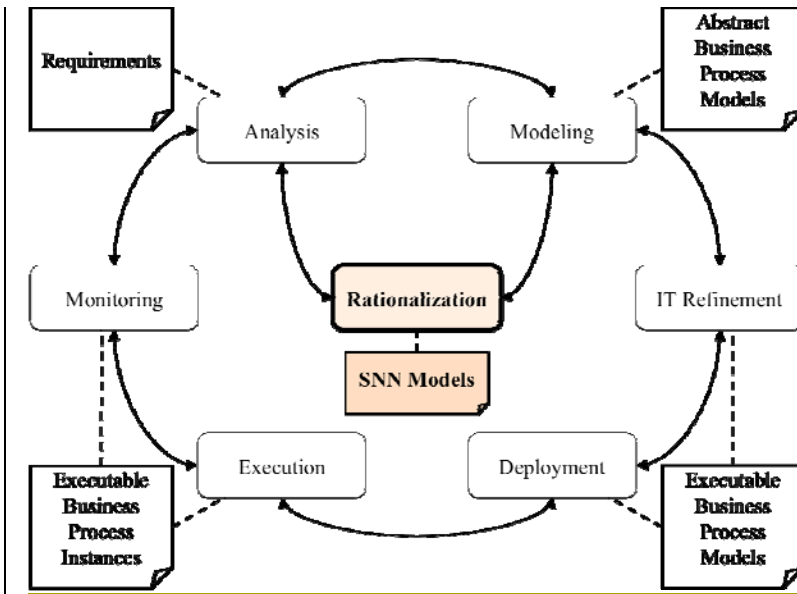 Requirements
Abstract
Business
Process
Models
Analysis
Modeling
Monitoring
Rationalization
IT Refinement
SNN Models
Execution
Deployment
Executable
Business
Process
Instances
Executable
Business
Process
Models